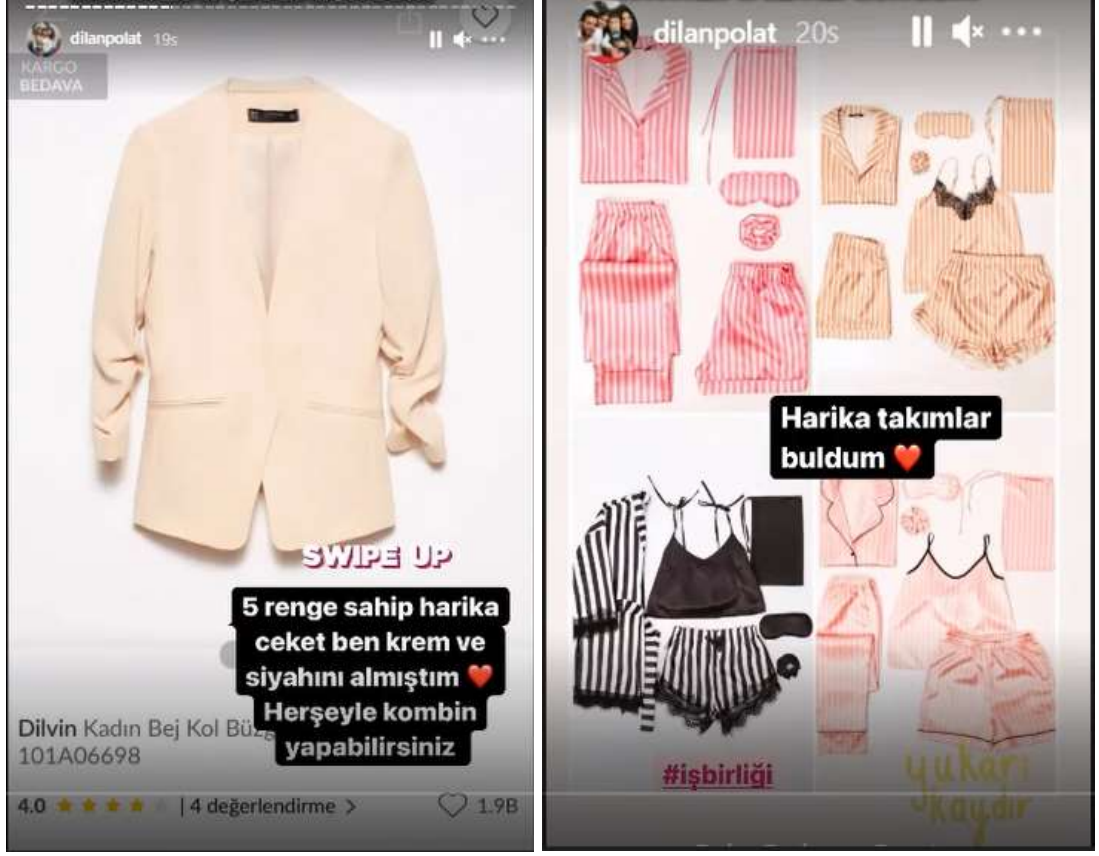 dilanpolat 19s
KARGO
BEDAVA
SWIPE UP
5 renge sahip harika
ceket ben krem ve
siyahını almıştım ❤️
Herşeyle kombin
yapabilirsiniz
Dilvin Kadın Bej Kol
101A06698
4.0 ★★★★ | 4 değerlendirme >
1.9B
dilanpolat 20s
Harika takımlar
buldum ❤️
#işbirliği
yukarı
kaydır